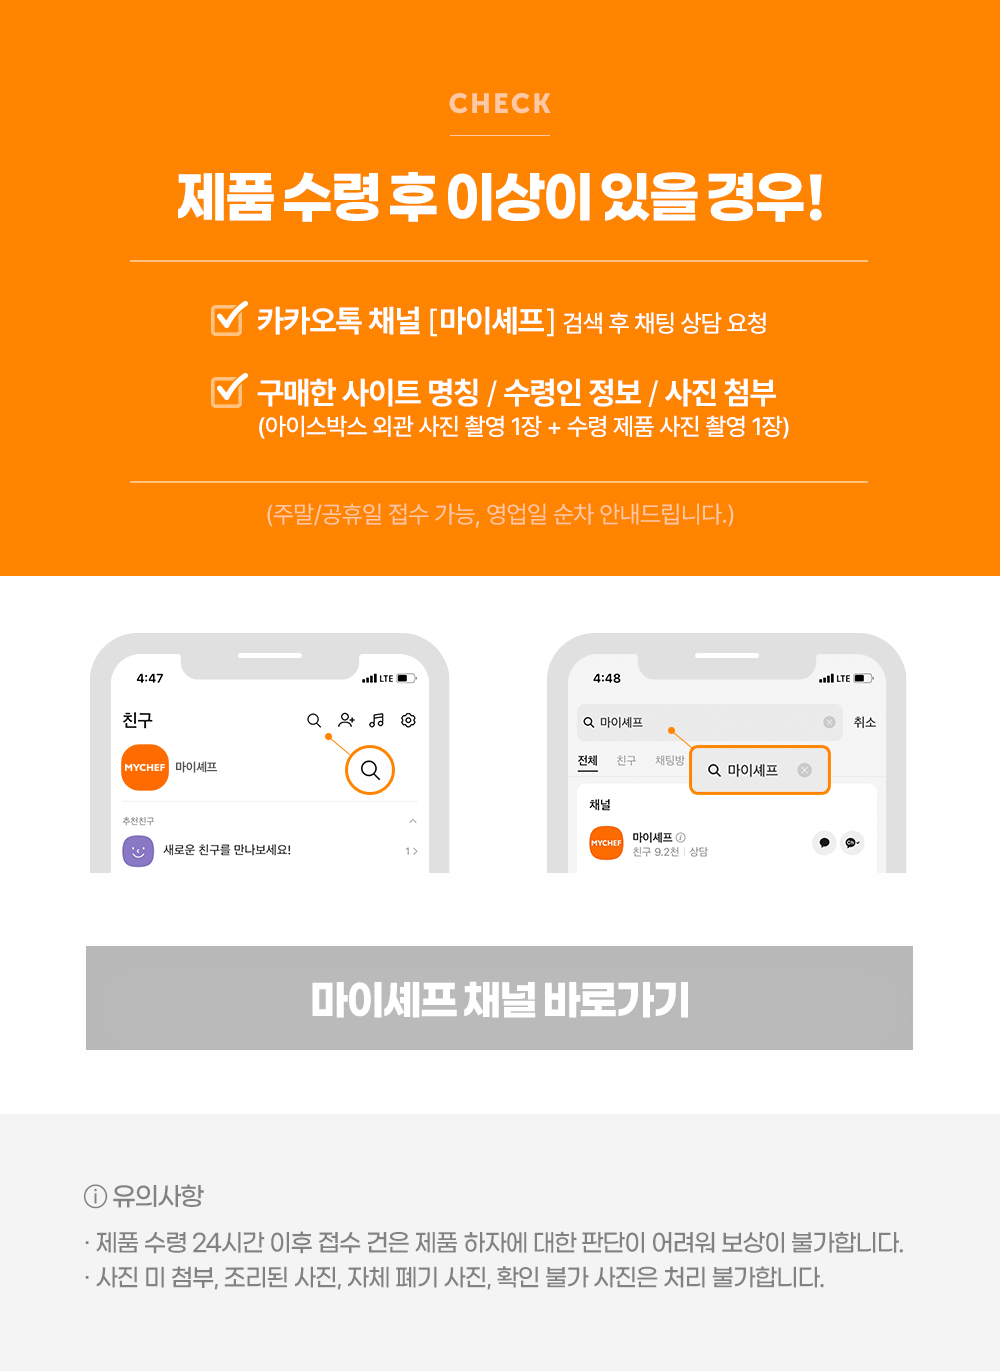 CHECK
제품 수령 후 이상이 있을 경우!
카카오톡 채널 [마이셰프] 검색 후 채팅 상담 요청
구매한 사이트 명칭 / 수령인 정보 / 사진 첨부
(아이스박스 외관 사진 촬영 1장 + 수령 제품 사진 촬영 1장)
(주말/공휴일 접수 가능, 영업일 순차 안내드립니다.)
4:47 LTE
친구
MYCHEF 마이셰프
추천친구
새로운 친구를 만나보세요! 1
4:48 LTE
마이셰프 취소
전체 친구 채팅방
마이셰프
채널
MYCHEF 마이셰프
친구 9.2천 | 상담
Ch
마이셰프 채널 바로가기
유의사항
· 제품 수령 24시간 이후 접수 건은 제품 하자에 대한 판단이 어려워 보상이 불가합니다.
· 사진 미 첨부, 조리된 사진, 자체 폐기 사진, 확인 불가 사진은 처리 불가합니다.